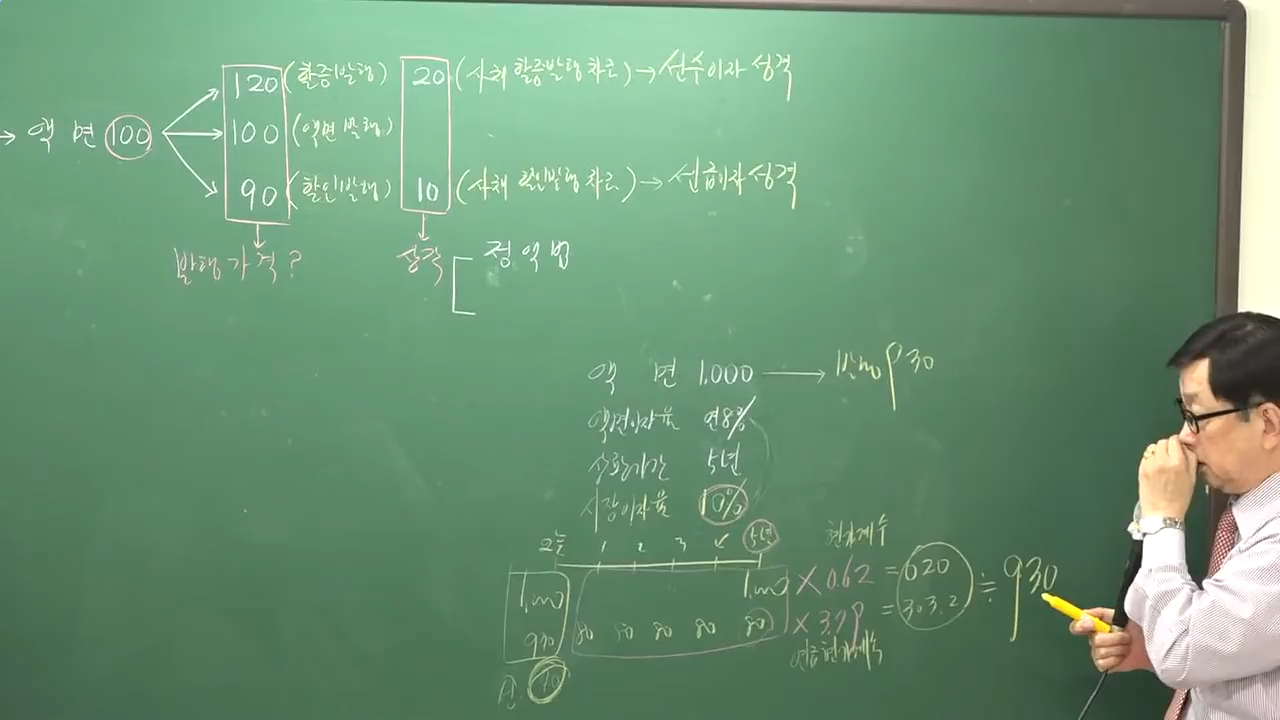 120 (할증발행) 20 (사채 할증발행 차금) → 선수이자 성격
→ 액 면 100 100 (액면 발행)
90 (할인발행) 10 (사채 할인발행 차금) → 선급이자 성격
발행가격? 상각 정액법
액 면 1,000 → 930
액면이자율 연8%
상환기간 5년
시장이자율 10%
1 2 3 5년 현가계수
1,000 1,000 × 0.62 = 620 ≒ 930
930 80 80 80 80 80 × 3.79 = 303.2
연금현가계수
70